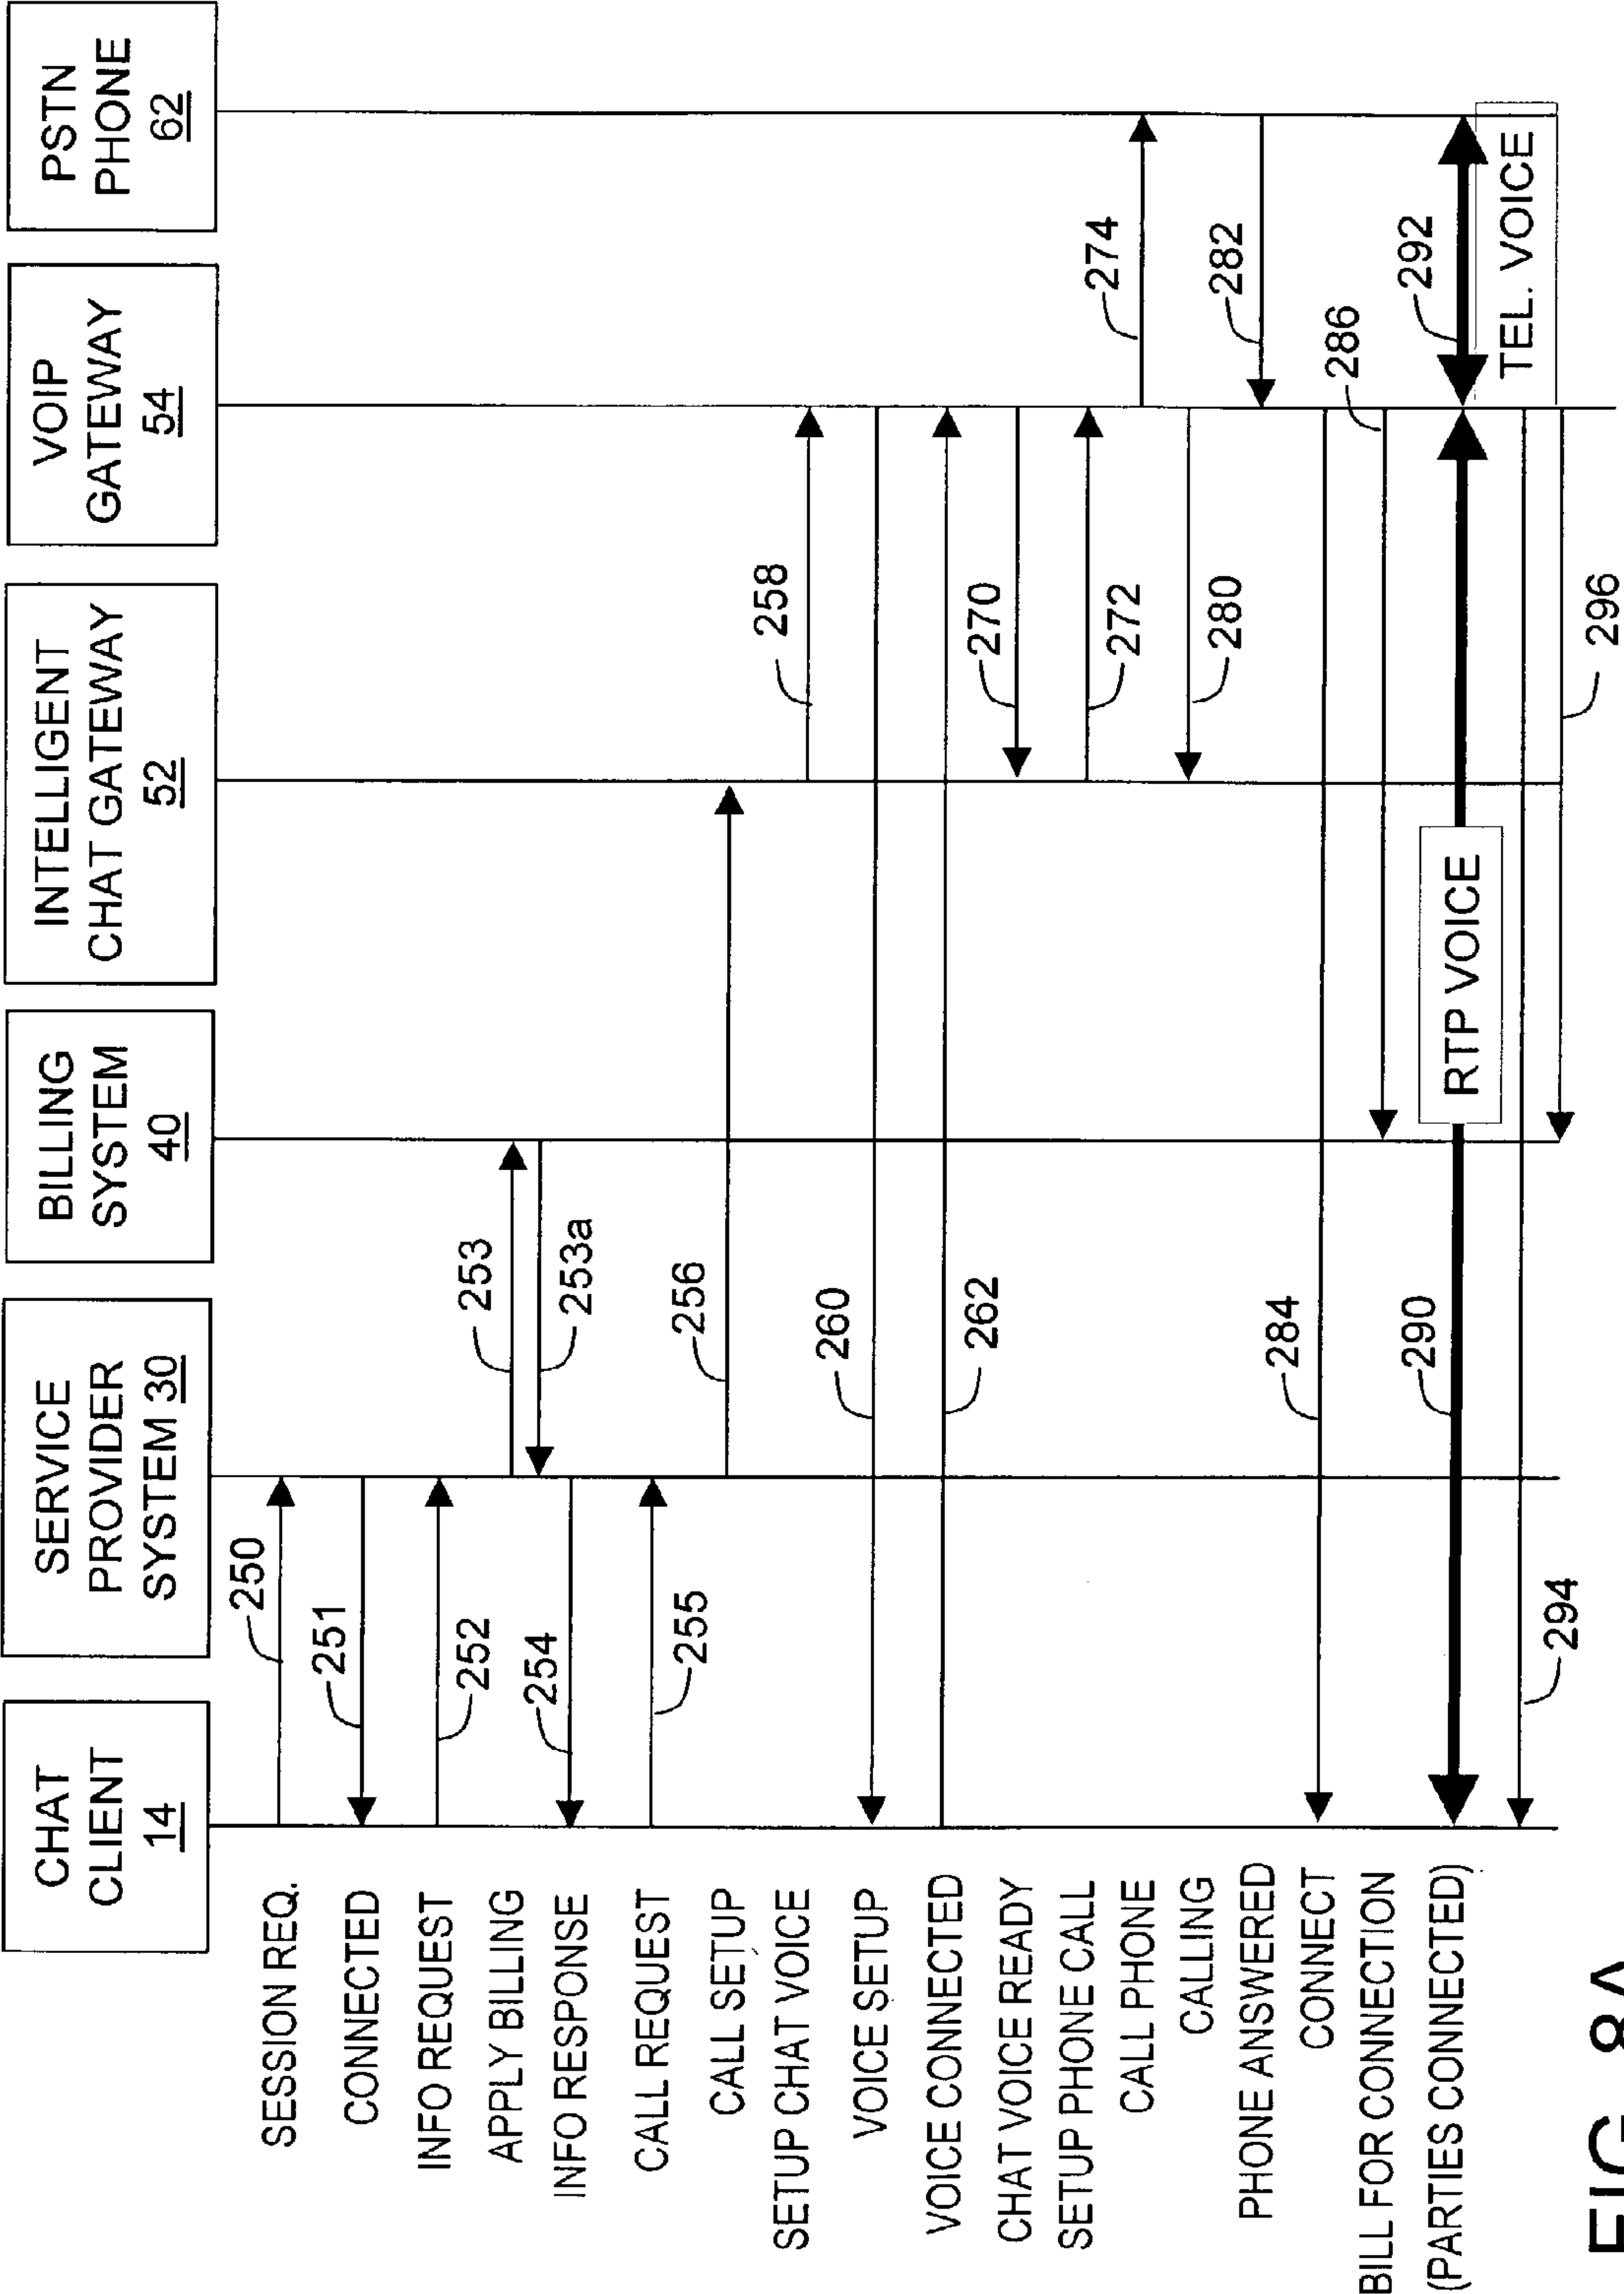 CHAT
CLIENT
14
SERVICE
PROVIDER
SYSTEM 30
BILLING
SYSTEM
40
INTELLIGENT
CHAT GATEWAY
52
VOIP
GATEWAY
54
PSTN
PHONE
62
SESSION REQ.
250
CONNECTED
251
INFO REQUEST
252
APPLY BILLING
253
253a
INFO RESPONSE
254
CALL REQUEST
255
CALL SETUP
256
SETUP CHAT VOICE
258
VOICE SETUP
260
VOICE CONNECTED
262
CHAT VOICE READY
270
SETUP PHONE CALL
272
CALL PHONE
274
CALLING
280
PHONE ANSWERED
282
CONNECT
284
BILL FOR CONNECTION
286
(PARTIES CONNECTED)
290
RTP VOICE
292
TEL. VOICE
294
296
FIG. 8A